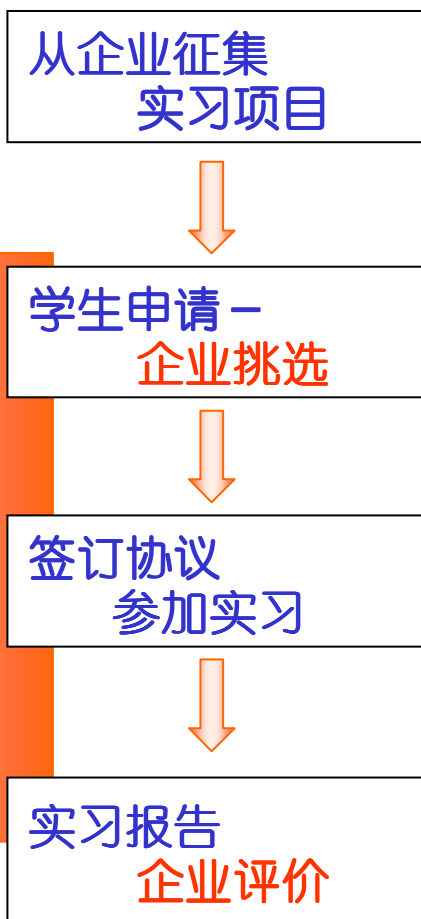 从企业征集
实习项目
学生申请－
企业挑选
签订协议
参加实习
实习报告
企业评价